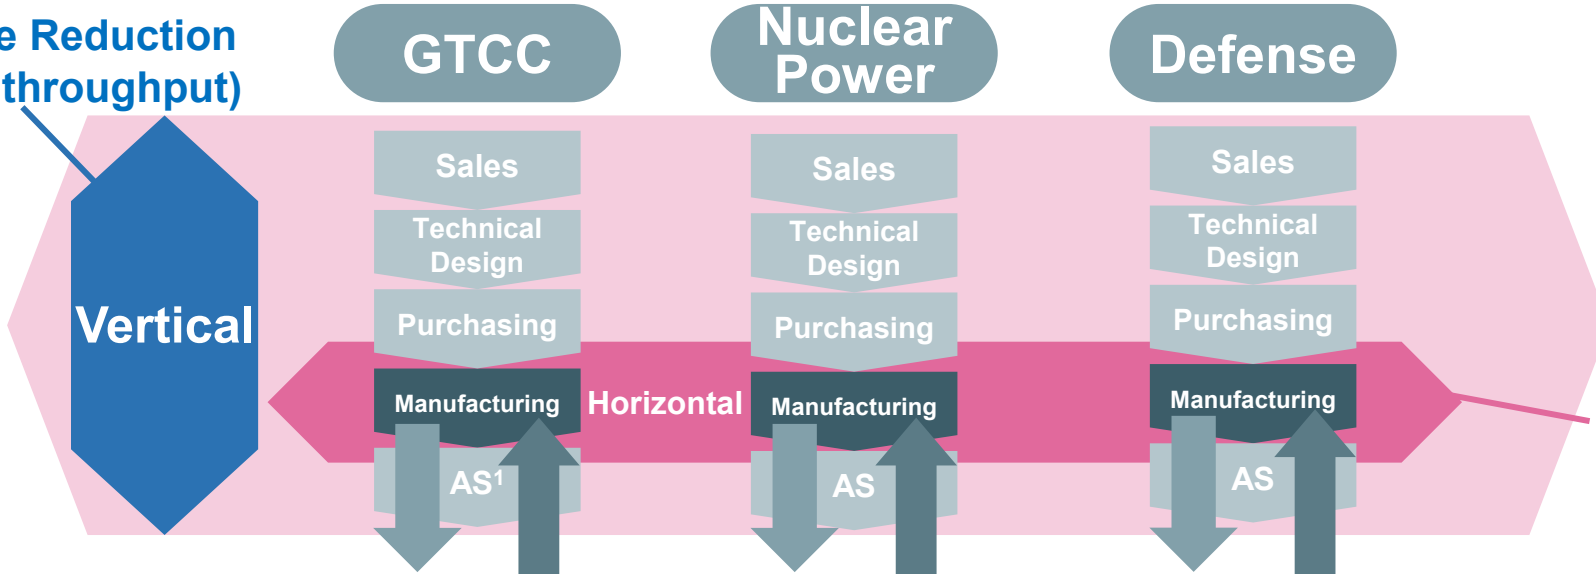 e Reduction
throughput)
GTCC
Nuclear
Power
Defense
Sales
Technical
Design
Purchasing
Manufacturing
AS¹
Sales
Technical
Design
Purchasing
Manufacturing
AS
Sales
Technical
Design
Purchasing
Manufacturing
AS
Vertical
Horizontal